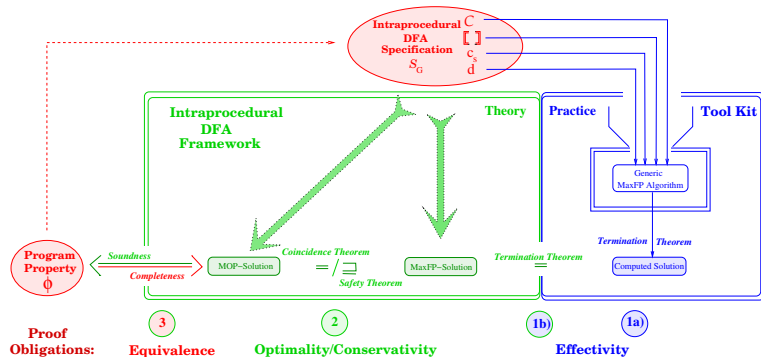 Intraprocedural C
DFA ⟦ ⟧
Specification c_s
S_G d
Intraprocedural
DFA
Framework
Theory
Practice
Tool Kit
Generic
MaxFP Algorithm
Termination Theorem
Computed Solution
Program
Property
ϕ
Soundness
Completeness
MOP−Solution
Coincidence Theorem
= / ⊒
Safety Theorem
MaxFP−Solution
Termination Theorem
=
Proof
Obligations:
3
Equivalence
2
Optimality/Conservativity
1b)
1a)
Effectivity